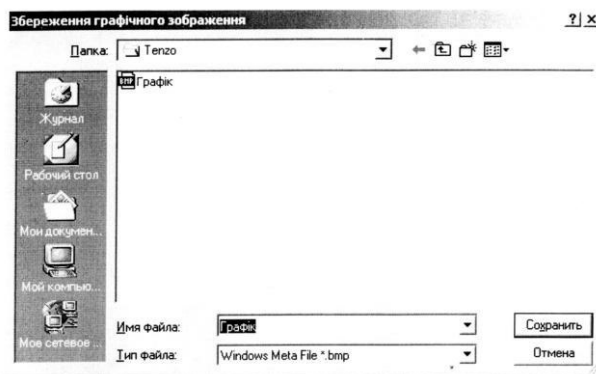 Збереження графічного зображення
Папка: Tenzo
BMP Графік
Журнал
Рабочий стол
Мои докумен...
Мой компью...
Мое сетевое ...
Имя файла: Графік
Сохранить
Тип файла: Windows Meta File *.bmp
Отмена